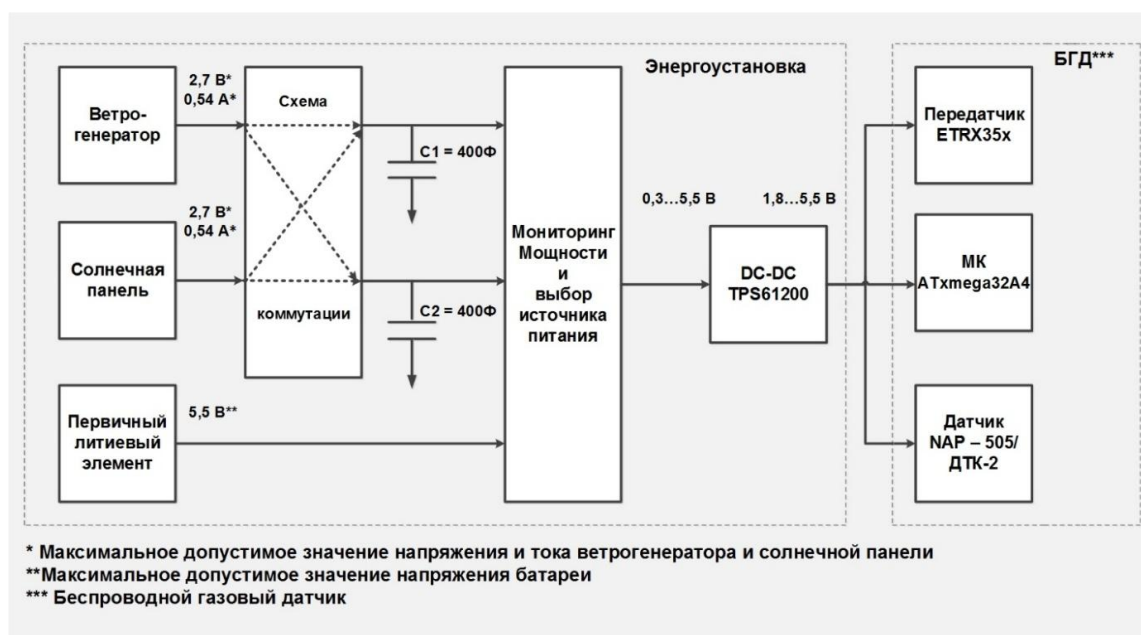 Энергоустановка
БГД***
Ветро-
генератор
2,7 В*
0,54 А*
Схема
коммутации
C1 = 400Ф
Солнечная
панель
2,7 В*
0,54 А*
C2 = 400Ф
Первичный
литиевый
элемент
5,5 В**
Мониторинг
Мощности
и
выбор
источника
питания
0,3...5,5 В
1,8...5,5 В
DC-DC
TPS61200
Передатчик
ETRX35x
МК
ATxmega32A4
Датчик
NAP – 505/
ДТК-2
* Максимальное допустимое значение напряжения и тока ветрогенератора и солнечной панели
**Максимальное допустимое значение напряжения батареи
*** Беспроводной газовый датчик